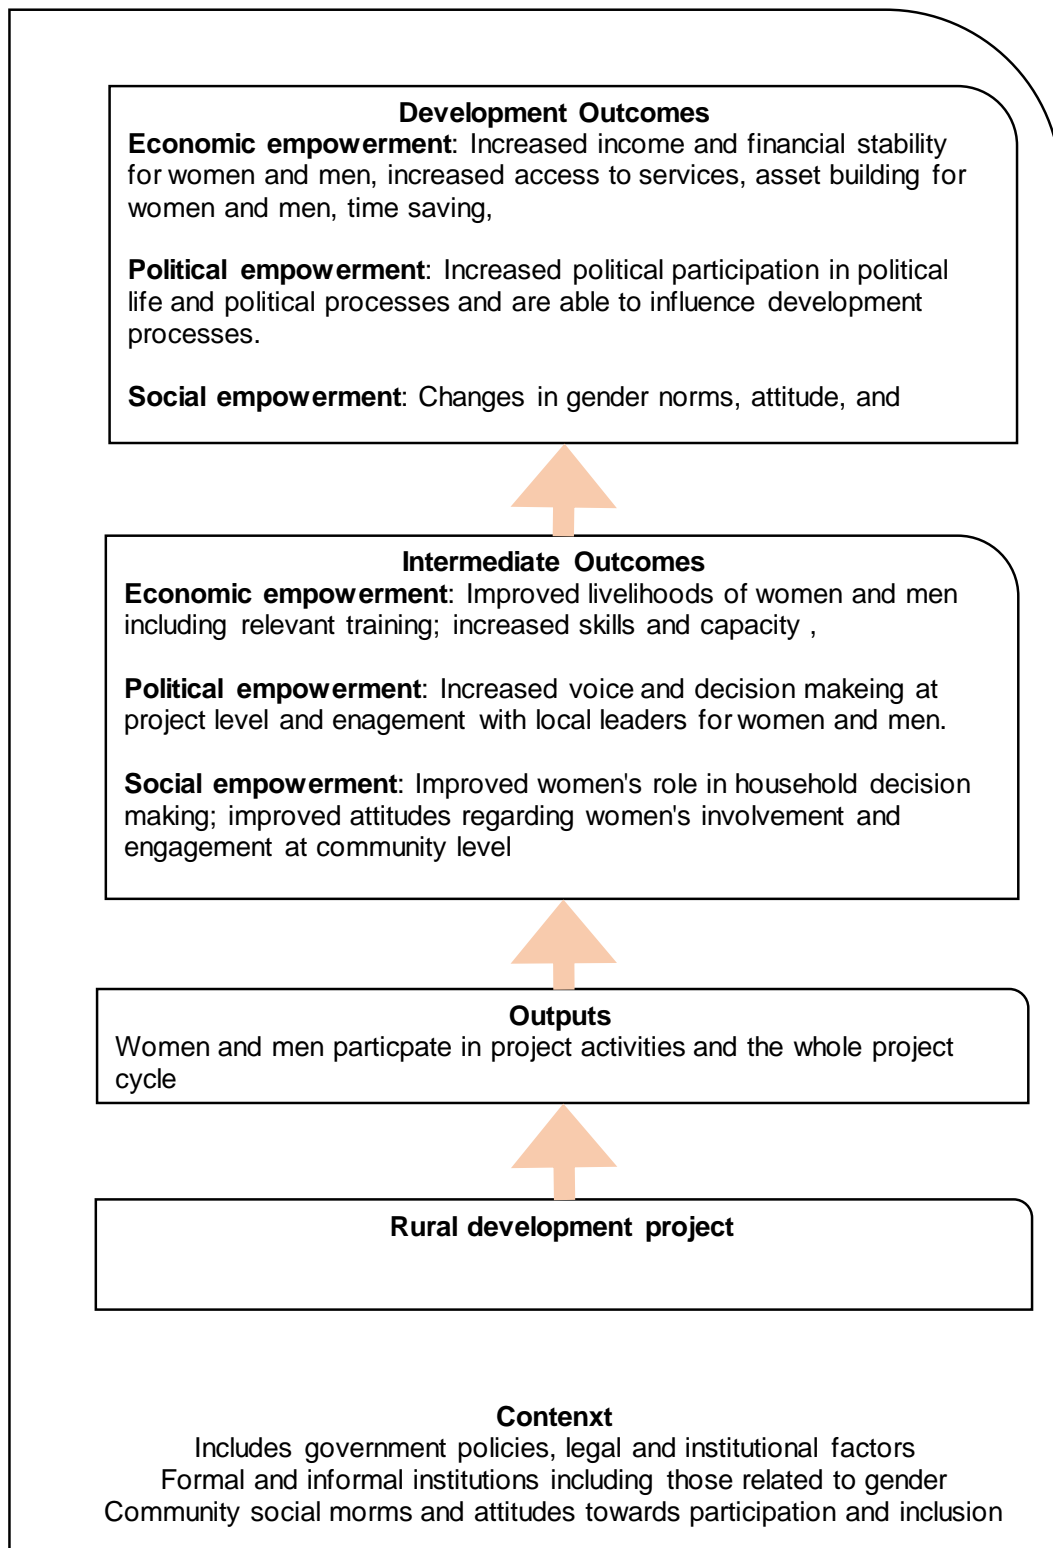 Development Outcomes
Economic empowerment: Increased income and financial stability
for women and men, increased access to services, asset building for
women and men, time saving,
Political empowerment: Increased political participation in political
life and political processes and are able to influence development
processes.
Social empowerment: Changes in gender norms, attitude, and
Intermediate Outcomes
Economic empowerment: Improved livelihoods of women and men
including relevant training; increased skills and capacity ,
Political empowerment: Increased voice and decision makeing at
project level and enagement with local leaders for women and men.
Social empowerment: Improved women's role in household decision
making; improved attitudes regarding women's involvement and
engagement at community level
Outputs
Women and men particpate in project activities and the whole project
cycle
Rural development project
Contenxt
Includes government policies, legal and institutional factors
Formal and informal institutions including those related to gender
Community social morms and attitudes towards participation and inclusion